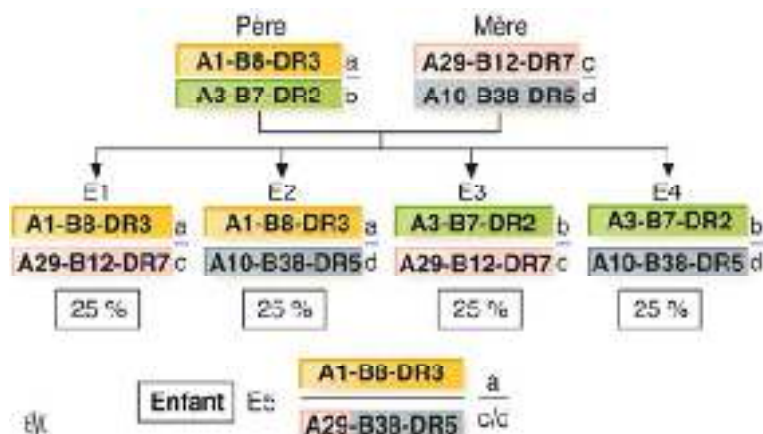 Père Mère
A1-B8-DR3 a A29-B12-DR7 c
A3 B7 DR2 b A10 B38 DR5 d
E1 E2 E3 E4
A1-B8-DR3 a A1-B8-DR3 a A3-B7-DR2 b A3-B7-DR2 b
A29-B12-DR7 c A10-B38-DR5 d A29-B12-DR7 c A10-B38-DR5 d
25 % 25 % 25 % 25 %
A1-B8-DR3 a
Enfant E5
A29-B38-DR5 c/d